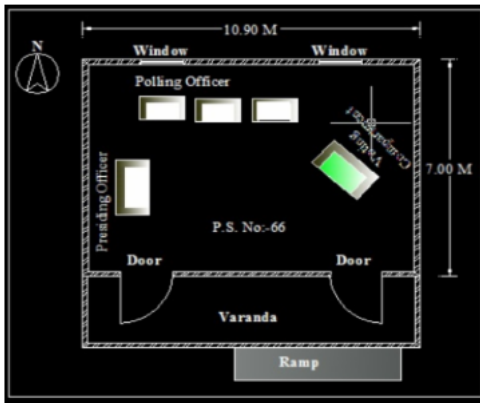 10.90 M
N
Window
Window
Polling Officer
Voting
Compartment
7.00 M
Presiding Officer
P.S. No:-66
Door
Door
Varanda
Ramp